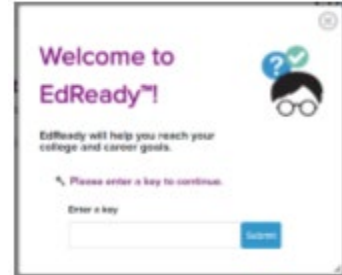 Welcome to
EdReady™!
EdReady will help you reach your
college and career goals.
Please enter a key to continue.
Enter a key
Submit